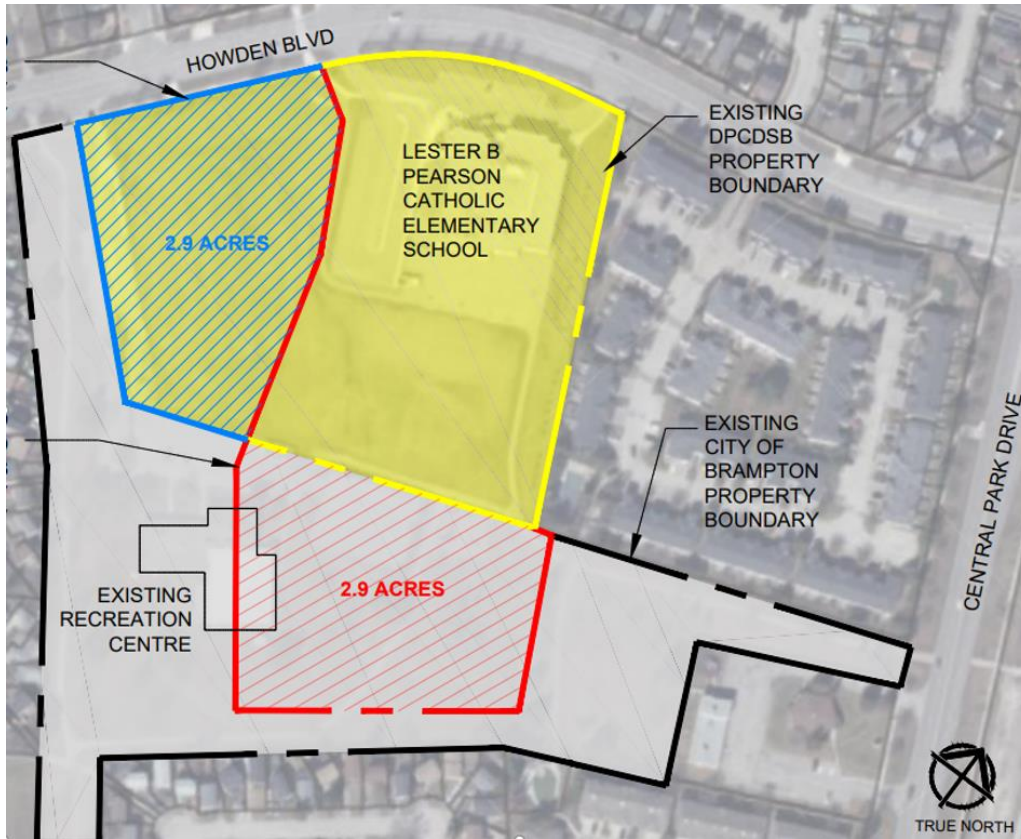 HOWDEN BLVD
EXISTING
DPCDSB
PROPERTY
BOUNDARY
LESTER B
PEARSON
CATHOLIC
ELEMENTARY
SCHOOL
2.9 ACRES
EXISTING
CITY OF
BRAMPTON
PROPERTY
BOUNDARY
CENTRAL PARK DRIVE
2.9 ACRES
EXISTING
RECREATION
CENTRE
TRUE NORTH